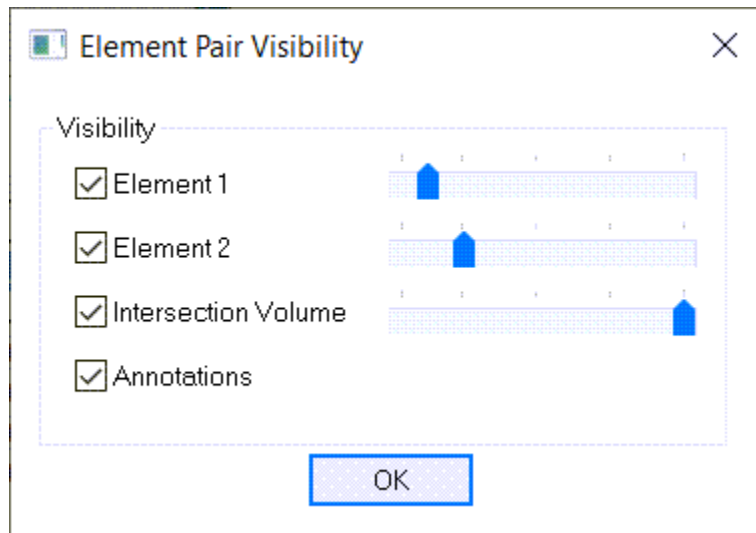 Element Pair Visibility
Visibility
Element 1
Element 2
Intersection Volume
Annotations
OK